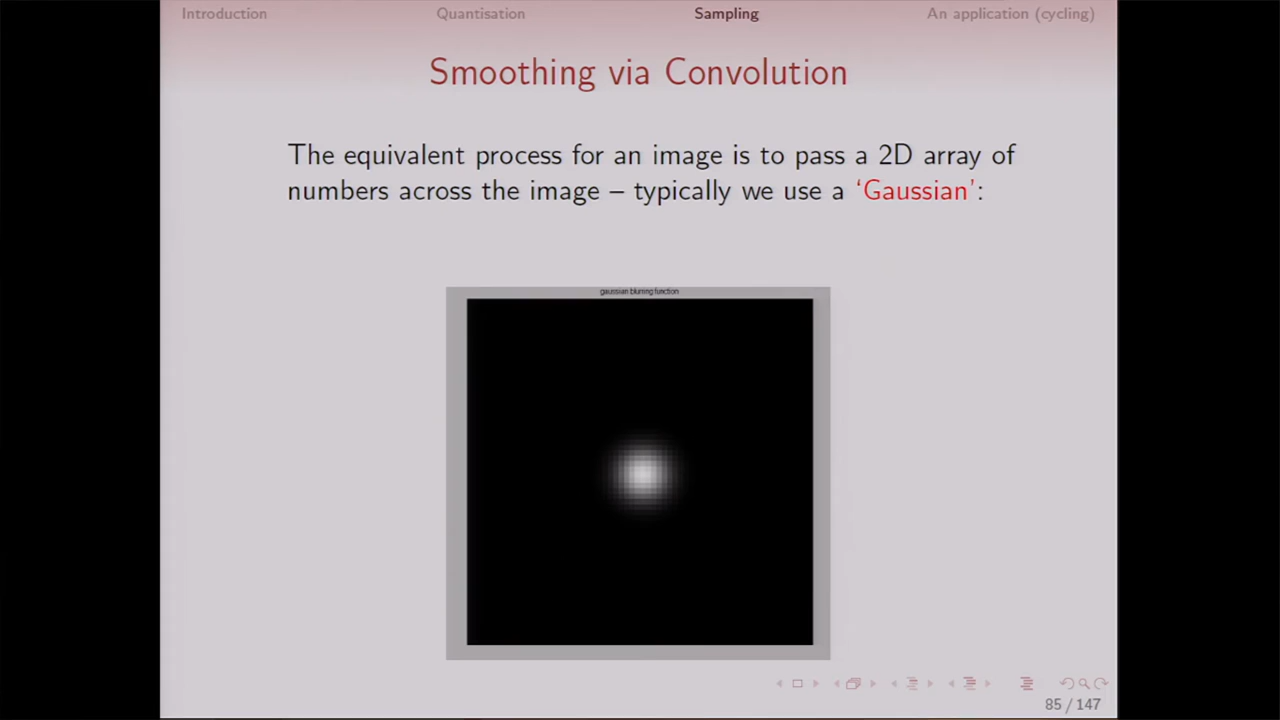 Introduction Quantisation Sampling An application (cycling)
Smoothing via Convolution
The equivalent process for an image is to pass a 2D array of
numbers across the image – typically we use a ‘Gaussian’:
gaussian blurring function
85 / 147